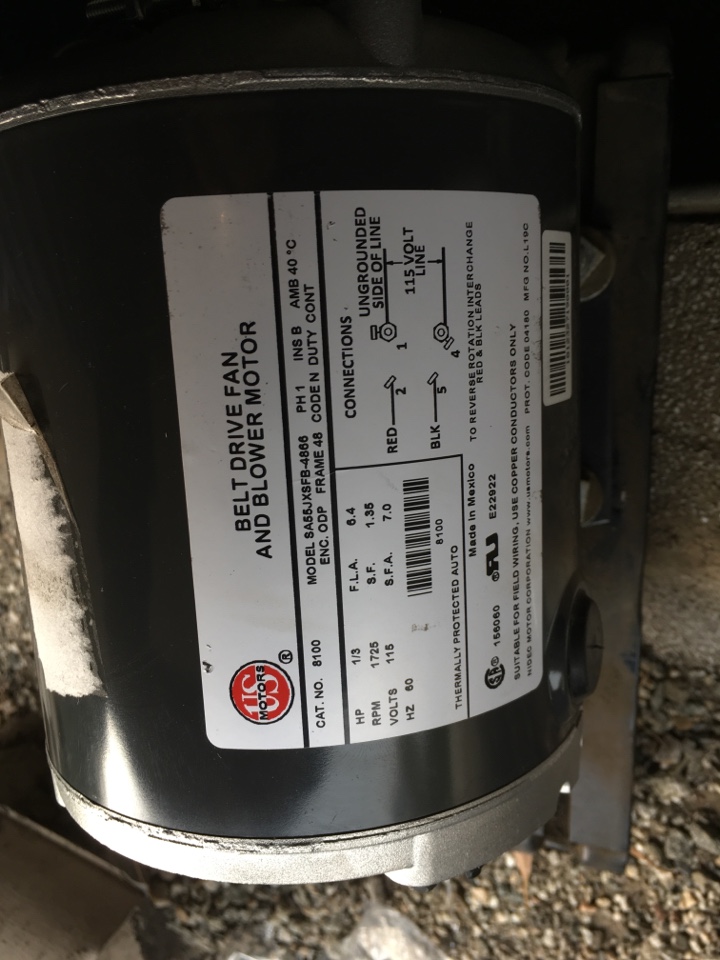 BELT DRIVE FAN
AND BLOWER MOTOR
US
MOTORS
®
CAT. NO. 8100 MODEL SA55JXSFB-4866 PH 1 INS B AMB 40 °C
ENC. ODP FRAME 48 CODE N DUTY CONT
HP 1/3 F.L.A. 6.4
RPM 1725 S.F. 1.35
VOLTS 115 S.F.A. 7.0
HZ 60
8100
THERMALLY PROTECTED AUTO
CONNECTIONS
UNGROUNDED
SIDE OF LINE
RED 2 1
115 VOLT
LINE
BLK 5 4
TO REVERSE ROTATION INTERCHANGE
RED & BLK LEADS
Made in Mexico
156060 E22922
SUITABLE FOR FIELD WIRING, USE COPPER CONDUCTORS ONLY
NIDEC MOTOR CORPORATION www.usmotors.com PROT. CODE 04180 MFG NO. L19C